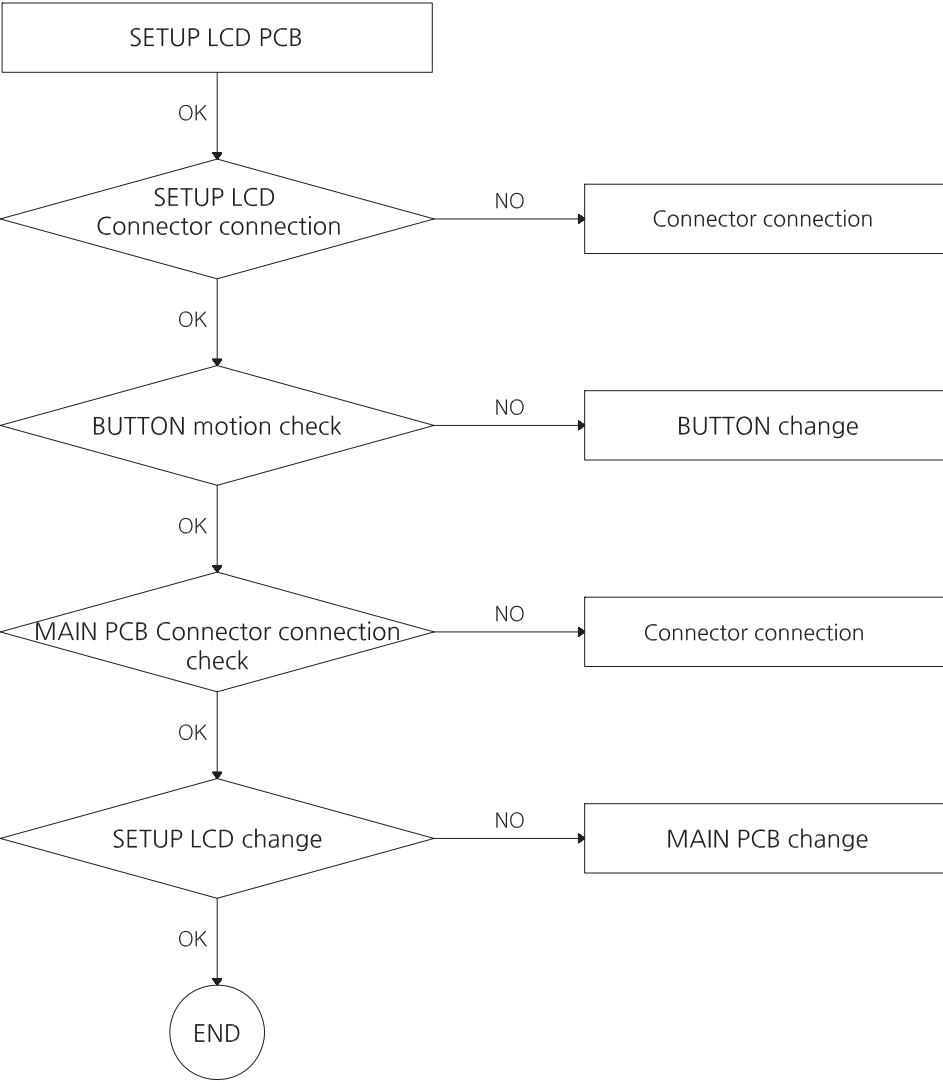 SETUP LCD PCB
OK
SETUP LCD
Connector connection
NO
Connector connection
OK
BUTTON motion check
NO
BUTTON change
OK
MAIN PCB Connector connection
check
NO
Connector connection
OK
SETUP LCD change
NO
MAIN PCB change
OK
END